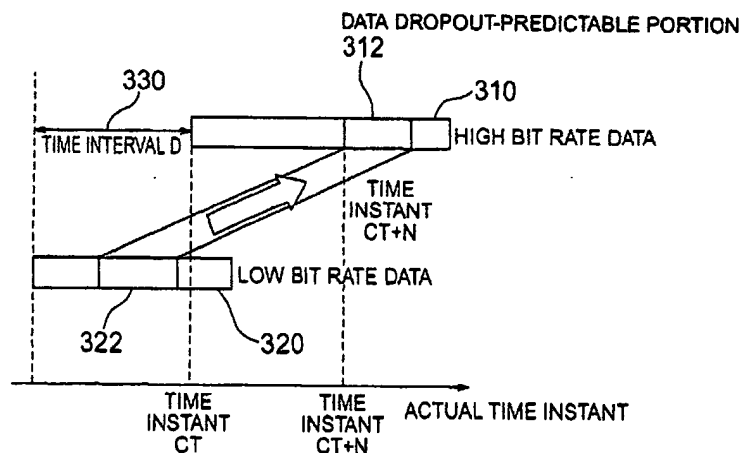 DATA DROPOUT-PREDICTABLE PORTION
312
310
330
HIGH BIT RATE DATA
TIME INTERVAL D
TIME
INSTANT
CT+N
LOW BIT RATE DATA
322
320
TIME
INSTANT
CT
TIME
INSTANT
CT+N
ACTUAL TIME INSTANT